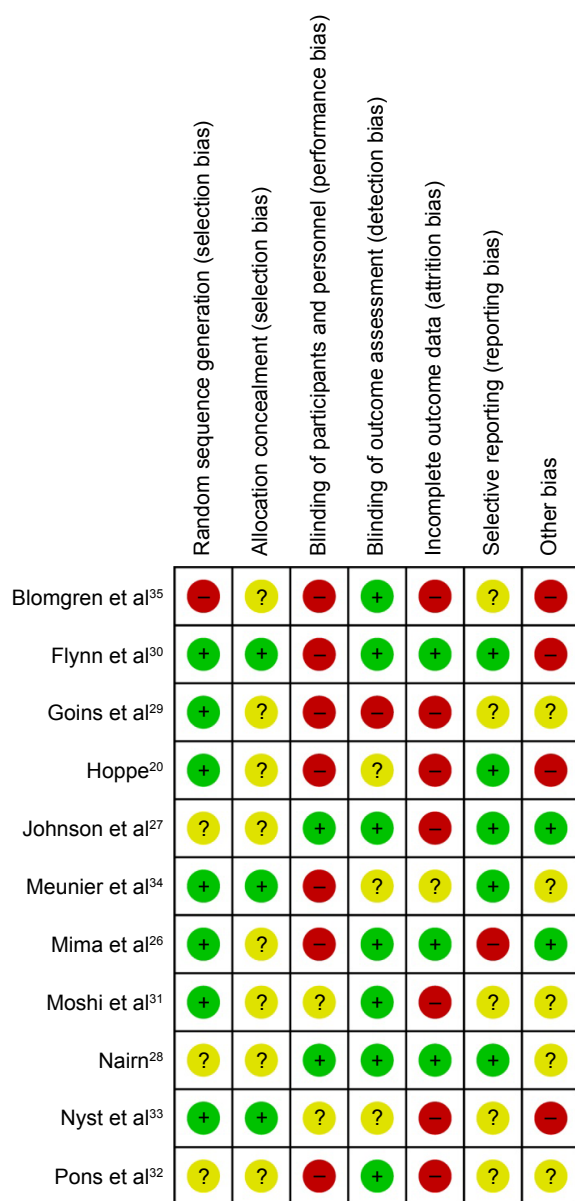 Random sequence generation (selection bias)
Allocation concealment (selection bias)
Blinding of participants and personnel (performance bias)
Blinding of outcome assessment (detection bias)
Incomplete outcome data (attrition bias)
Selective reporting (reporting bias)
Other bias
Blomgren et al³⁵ – ? – + – ? –
Flynn et al³⁰ + + – + + + –
Goins et al²⁹ + ? – – – ? ?
Hoppe²⁰ + ? – ? + –
Johnson et al²⁷ ? ? + + – + +
Meunier et al³⁴ + + – ? ? + ?
Mima et al²⁶ + ? – + + – +
Moshi et al³¹ + ? ? + – ? ?
Nairn²⁸ ? ? + + + + ?
Nyst et al³³ + + ? ? – ? –
Pons et al³² ? ? – + – ? ?